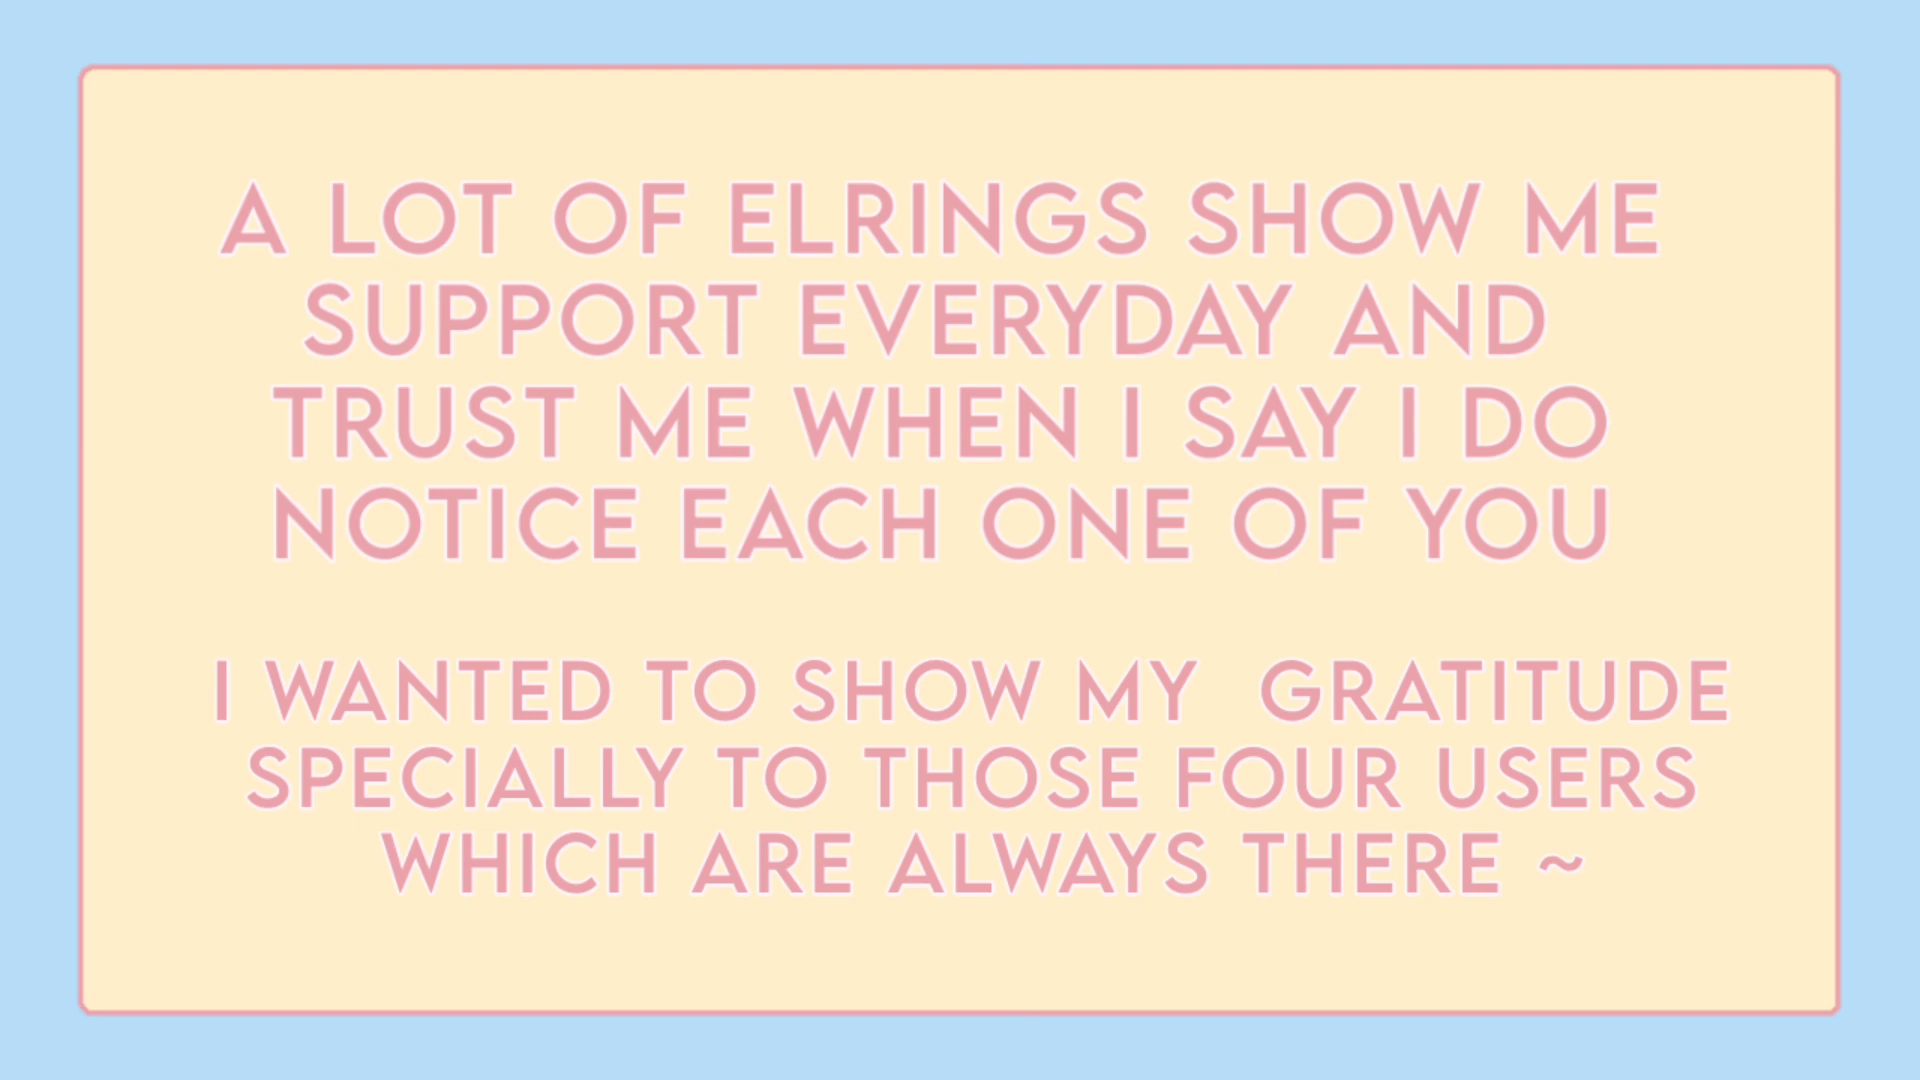 A LOT OF ELRINGS SHOW ME
SUPPORT EVERYDAY AND
TRUST ME WHEN I SAY I DO
NOTICE EACH ONE OF YOU
I WANTED TO SHOW MY GRATITUDE
SPECIALLY TO THOSE FOUR USERS
WHICH ARE ALWAYS THERE ~